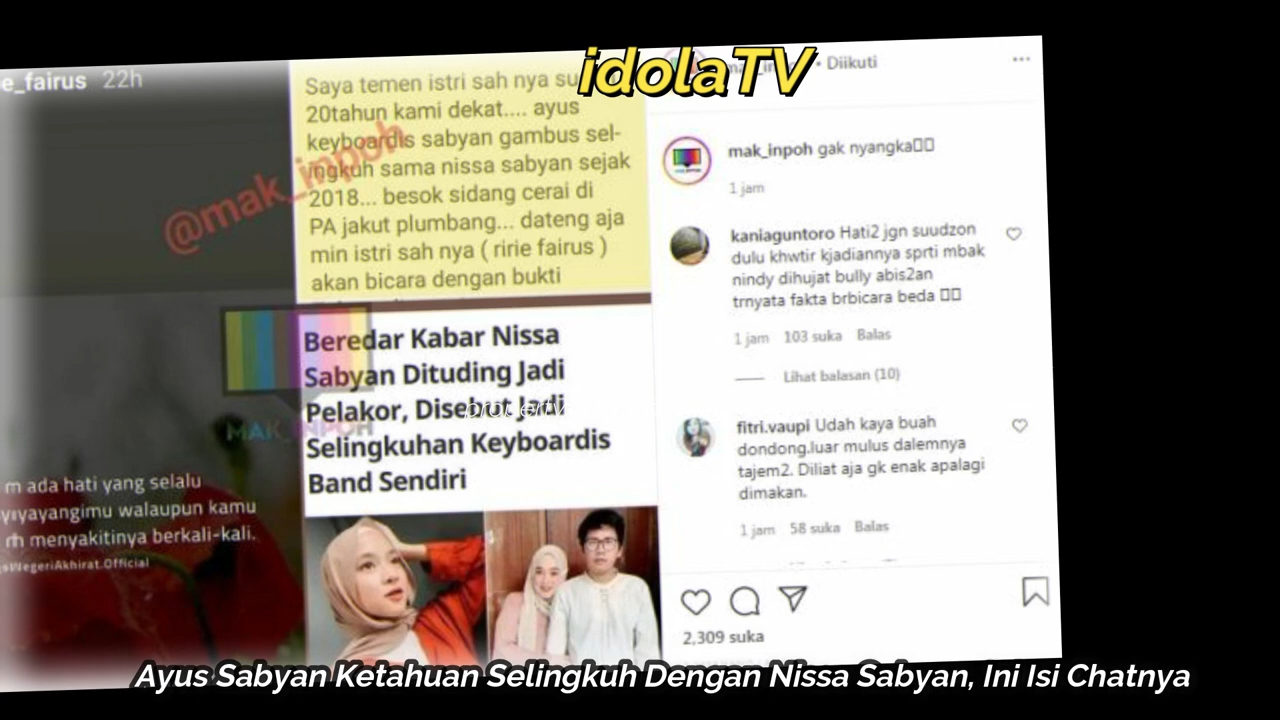 idolaTV
e_fairus 22h
m ada hati yang selalu
yayangimu walaupun kamu
menyakitinya berkali-kali.
NegeriAkhirat.Official
Saya temen istri sah nya su
20tahun kami dekat.... ayus
keyboardis sabyan gambus sel-
ingkuh sama nissa sabyan sejak
2018... besok sidang cerai di
PA jakut plumbang... dateng aja
min istri sah nya ( ririe fairus )
akan bicara dengan bukti
@mak_inpoh
MAK_INPOH
Beredar Kabar Nissa
Sabyan Dituding Jadi
Pelakor, Disebut Jadi
Selingkuhan Keyboardis
Band Sendiri
property
• Diikuti
mak_inpoh gak nyangka
1 jam
kaniaguntoro Hati2 jgn suudzon
dulu khwtir kjadiannya sprti mbak
nindy dihujat bully abis2an
trnyata fakta brbicara beda
1 jam 103 suka Balas
Lihat balasan (10)
fitri.vaupi Udah kaya buah
dondong.luar mulus dalemnya
tajem2. Diliat aja gk enak apalagi
dimakan.
1 jam 58 suka Balas
2,309 suka
Ayus Sabyan Ketahuan Selingkuh Dengan Nissa Sabyan, Ini Isi Chatnya